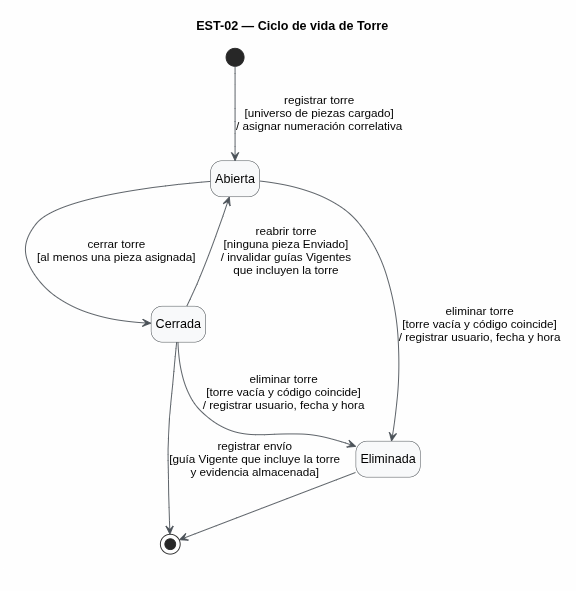 EST-02 — Ciclo de vida de Torre
registrar torre
[universo de piezas cargado]
/ asignar numeración correlativa
Abierta
cerrar torre
[al menos una pieza asignada]
reabrir torre
[ninguna pieza Enviado]
/ invalidar guías Vigentes
que incluyen la torre
eliminar torre
[torre vacía y código coincide]
/ registrar usuario, fecha y hora
Cerrada
eliminar torre
[torre vacía y código coincide]
/ registrar usuario, fecha y hora
registrar envío
[guía Vigente que incluye la torre
y evidencia almacenada]
Eliminada